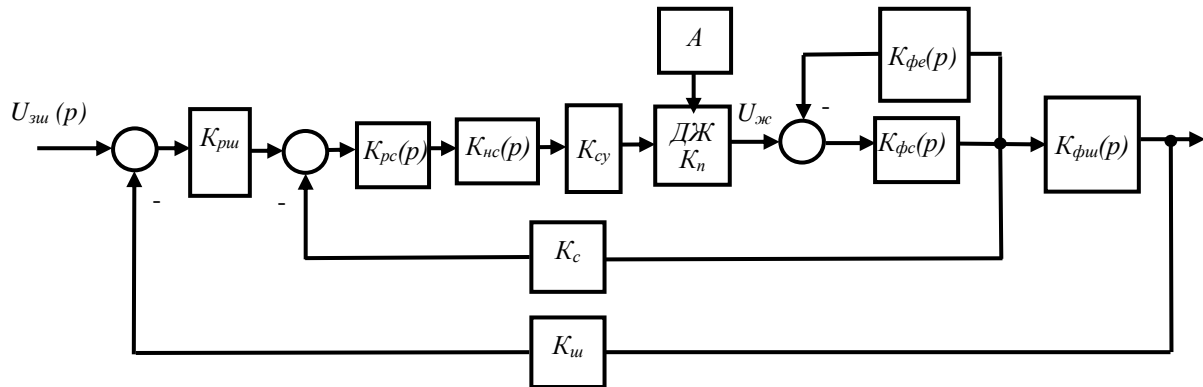 A
Kфе(p)
Uзш (p)
Uж
-
Kрш
Kрс(p)
Kнс(p)
Kсу
ДЖ
Kп
Kфс(p)
Kфш(p)
-
-
Kс
Kш